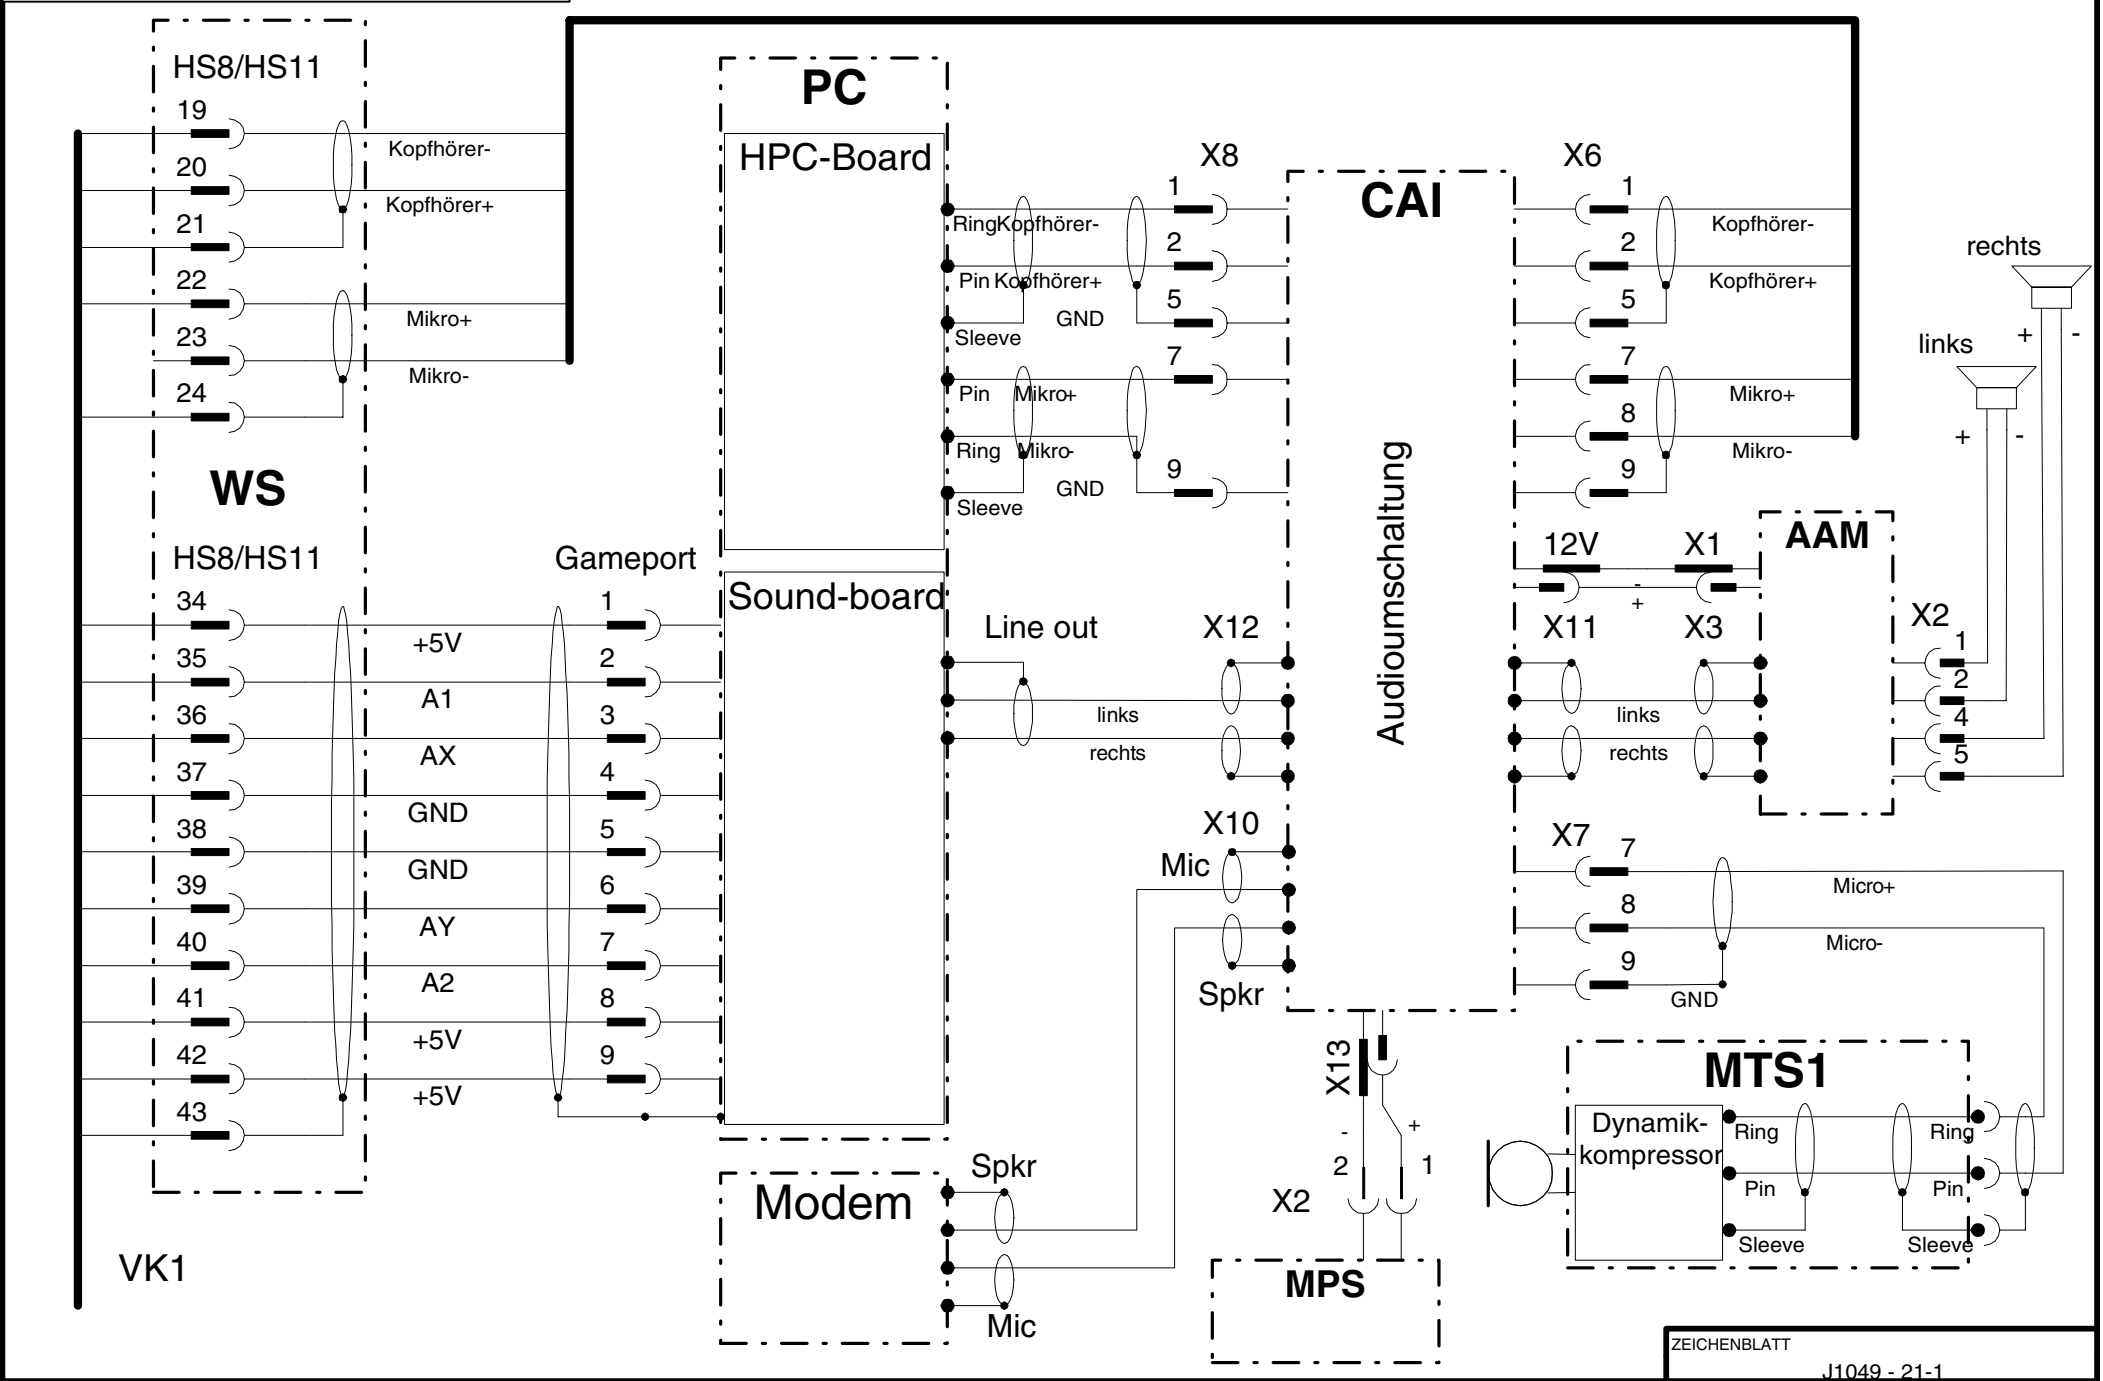 HS8/HS11
19
Kopfhörer-
20
Kopfhörer+
21
22
Mikro+
23
Mikro-
24
WS
HS8/HS11
34
+5V
35
A1
36
AX
37
GND
38
GND
39
AY
40
A2
41
+5V
42
+5V
43
VK1
Gameport
1
2
3
4
5
6
7
8
9
PC
HPC-Board
Sound-board
Modem
Ring Kopfhörer-
Pin Kopfhörer+
Sleeve
GND
Pin Mikro+
Ring Mikro-
Sleeve
GND
X8
1
2
5
7
9
Line out
X12
links
rechts
X10
Mic
Spkr
Spkr
Mic
CAI
Audioumschaltung
X6
1
Kopfhörer-
2
Kopfhörer+
5
7
Mikro+
8
Mikro-
9
12V
X1
-
+
X11
X3
links
rechts
AAM
X2
1
2
4
5
rechts
+ -
links
+ -
X7
7
Micro+
8
Micro-
9
GND
X13
- +
2 1
X2
MPS
MTS1
Dynamik-
kompressor
Ring
Ring
Pin
Pin
Sleeve
Sleeve
ZEICHENBLATT
J1049 - 21-1